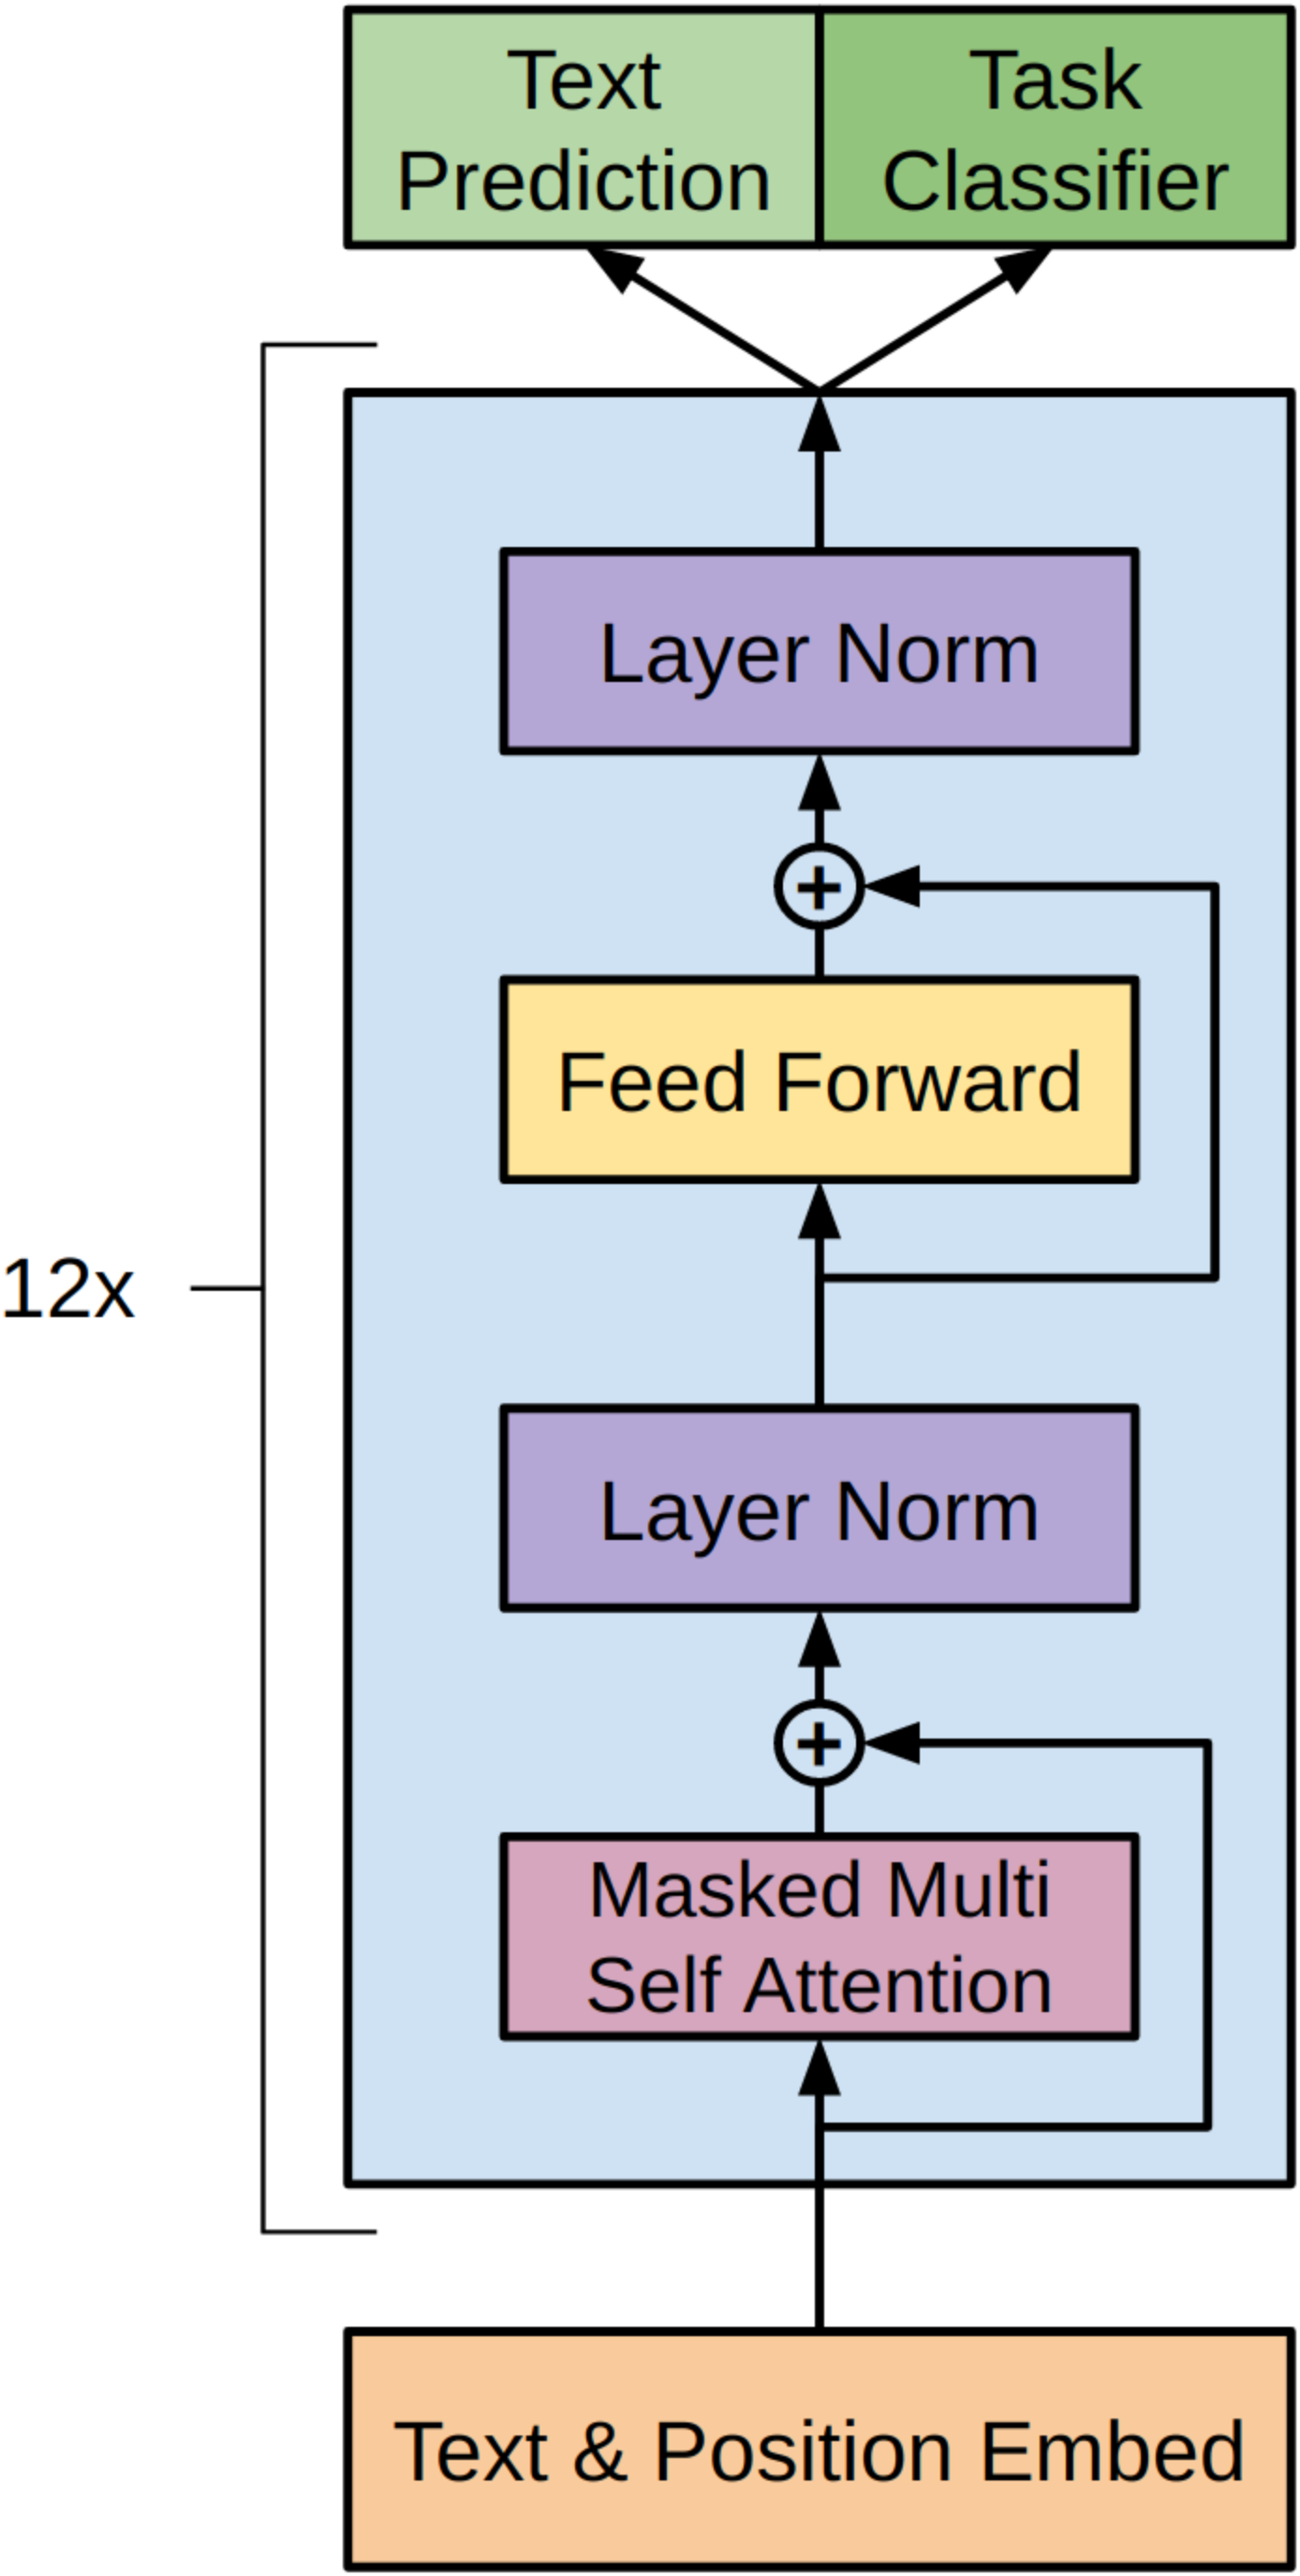 Text
Prediction
Task
Classifier
Layer Norm
+
Feed Forward
12x
Layer Norm
+
Masked Multi
Self Attention
Text & Position Embed